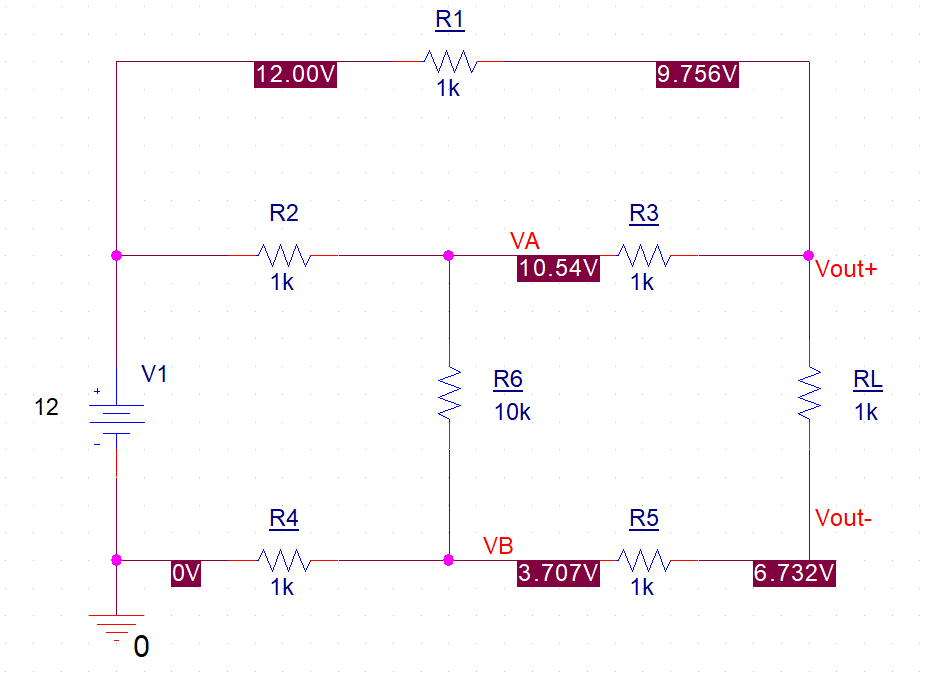 R1
12.00V
9.756V
1k
R2
R3
VA
10.54V
Vout+
1k
1k
V1
+
12
-
R6
10k
RL
1k
R4
R5
Vout-
VB
0V
3.707V
6.732V
1k
1k
0